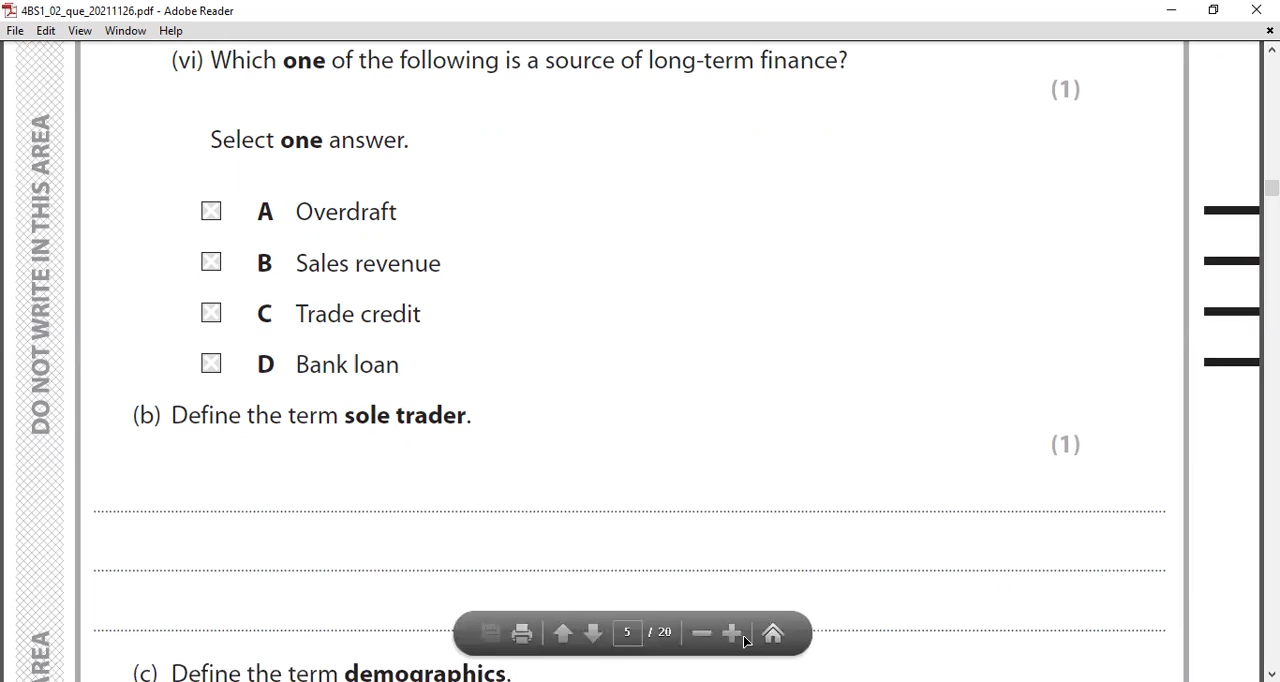 4BS1_02_que_20211126.pdf - Adobe Reader
File Edit View Window Help
(vi) Which one of the following is a source of long-term finance?
(1)
Select one answer.
A Overdraft
B Sales revenue
C Trade credit
D Bank loan
(b) Define the term sole trader.
(1)
(c) Define the term demographics.
5 / 20
DO NOT WRITE IN THIS AREA
AREA